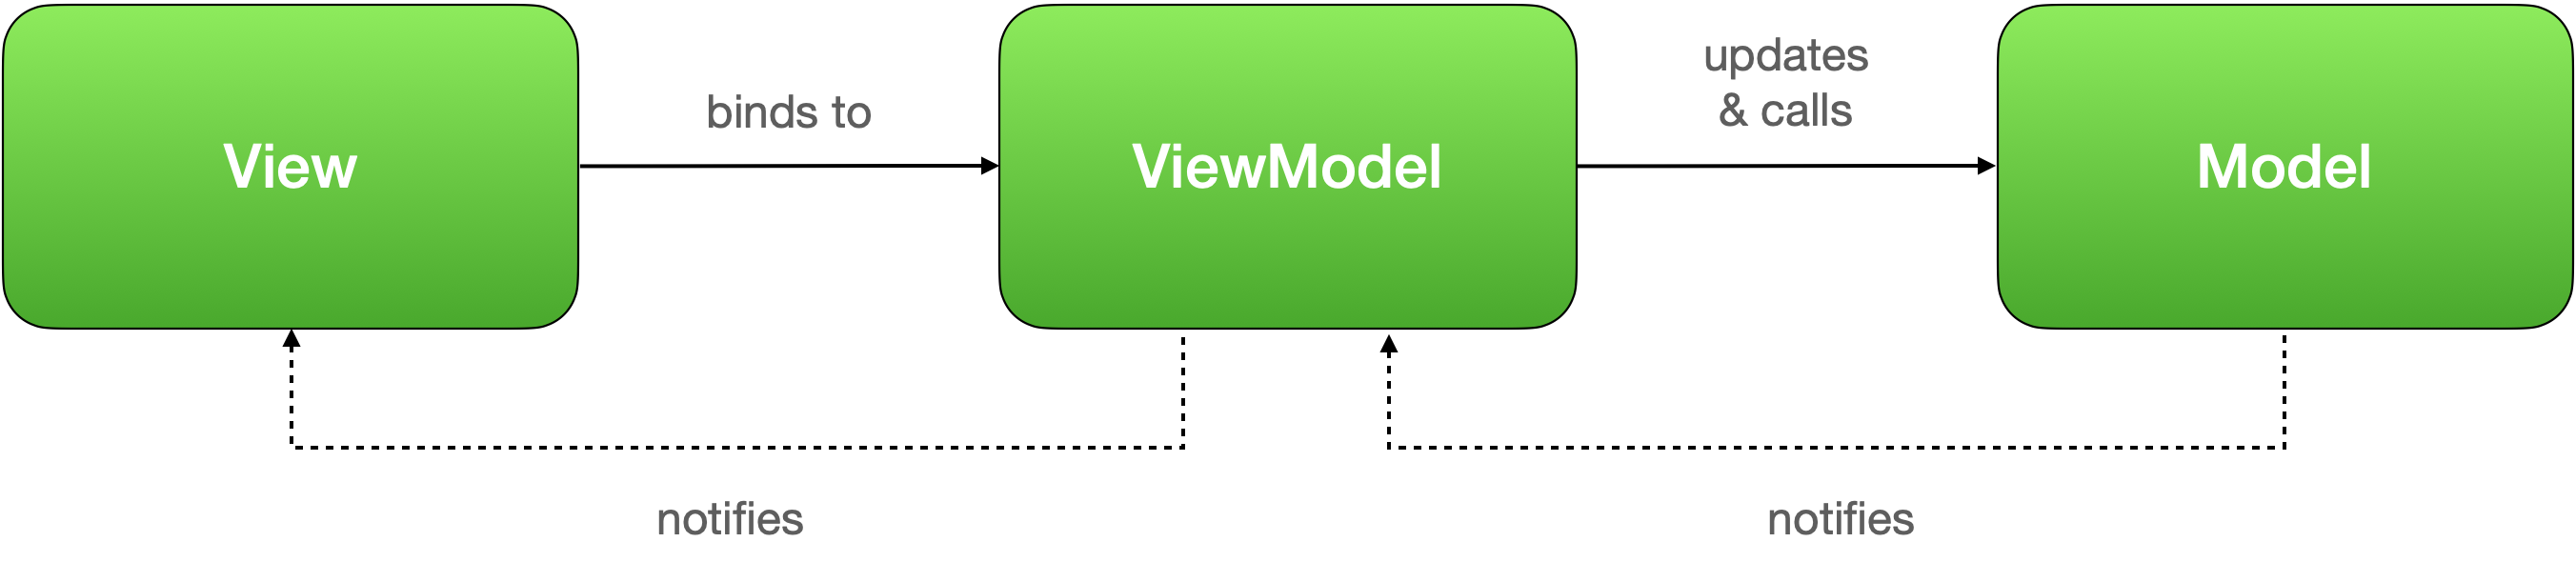 View
binds to
ViewModel
updates
& calls
Model
notifies
notifies